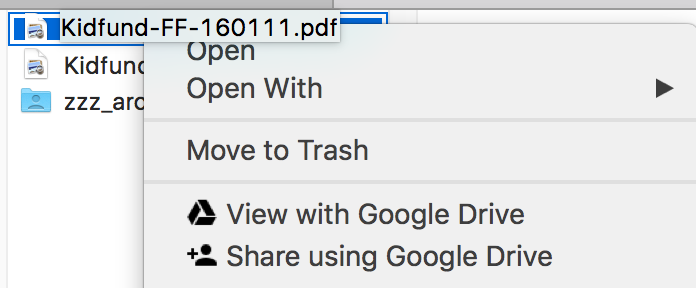 Kidfund-FF-160111.pdf
Open
Kidfund
Open With
zzz_arc
Move to Trash
View with Google Drive
Share using Google Drive